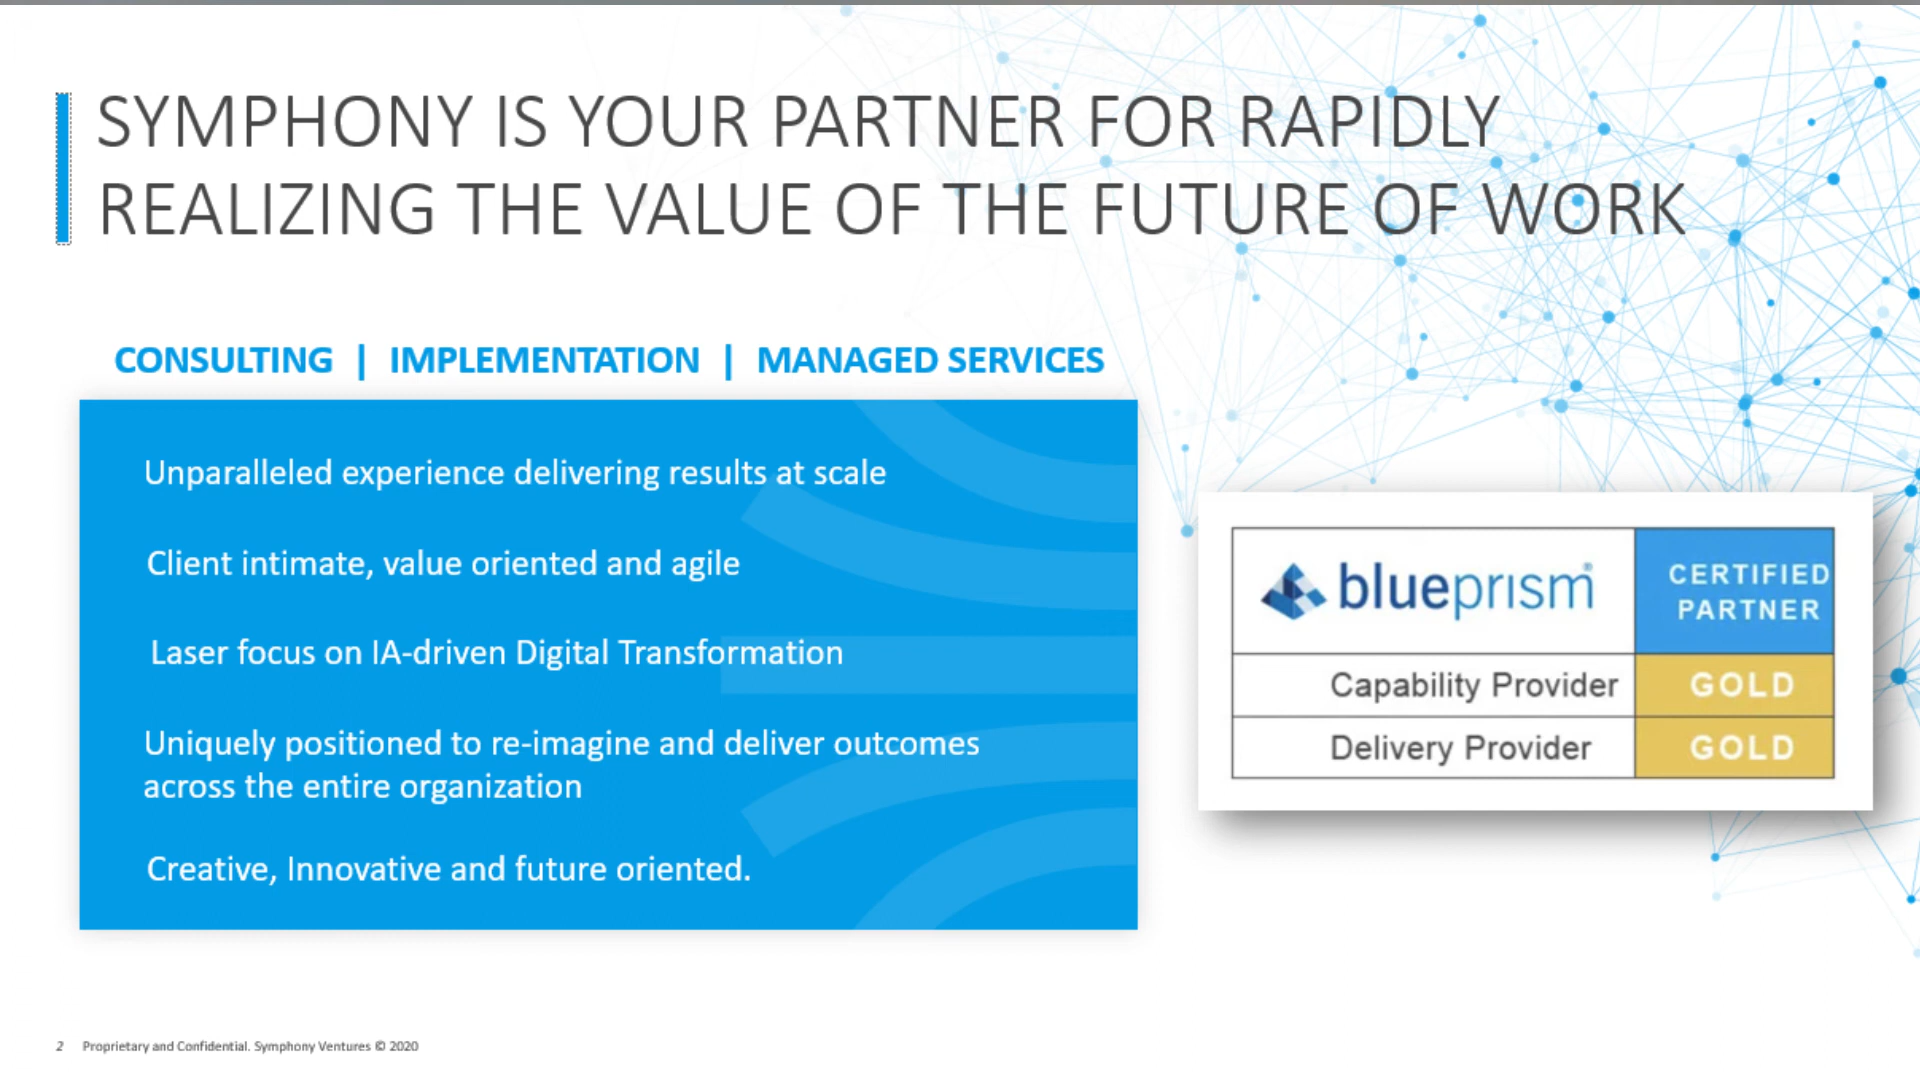 SYMPHONY IS YOUR PARTNER FOR RAPIDLY
REALIZING THE VALUE OF THE FUTURE OF WORK
CONSULTING | IMPLEMENTATION | MANAGED SERVICES
Unparalleled experience delivering results at scale
Client intimate, value oriented and agile
Laser focus on IA-driven Digital Transformation
Uniquely positioned to re-imagine and deliver outcomes
across the entire organization
Creative, Innovative and future oriented.
blueprism®
CERTIFIED
PARTNER
Capability Provider GOLD
Delivery Provider GOLD
2 Proprietary and Confidential. Symphony Ventures © 2020